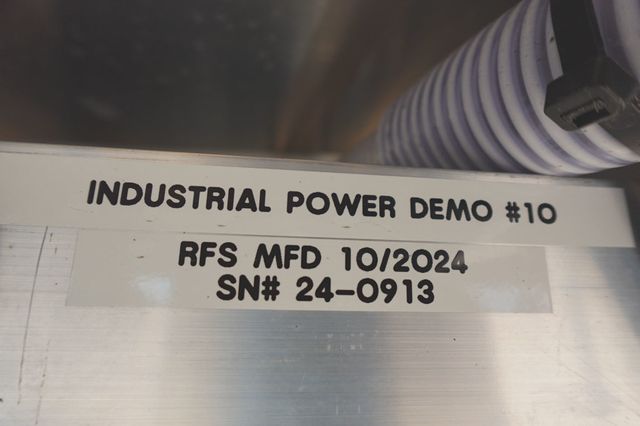 INDUSTRIAL POWER DEMO #10
RFS MFD 10/2024
SN# 24-0913